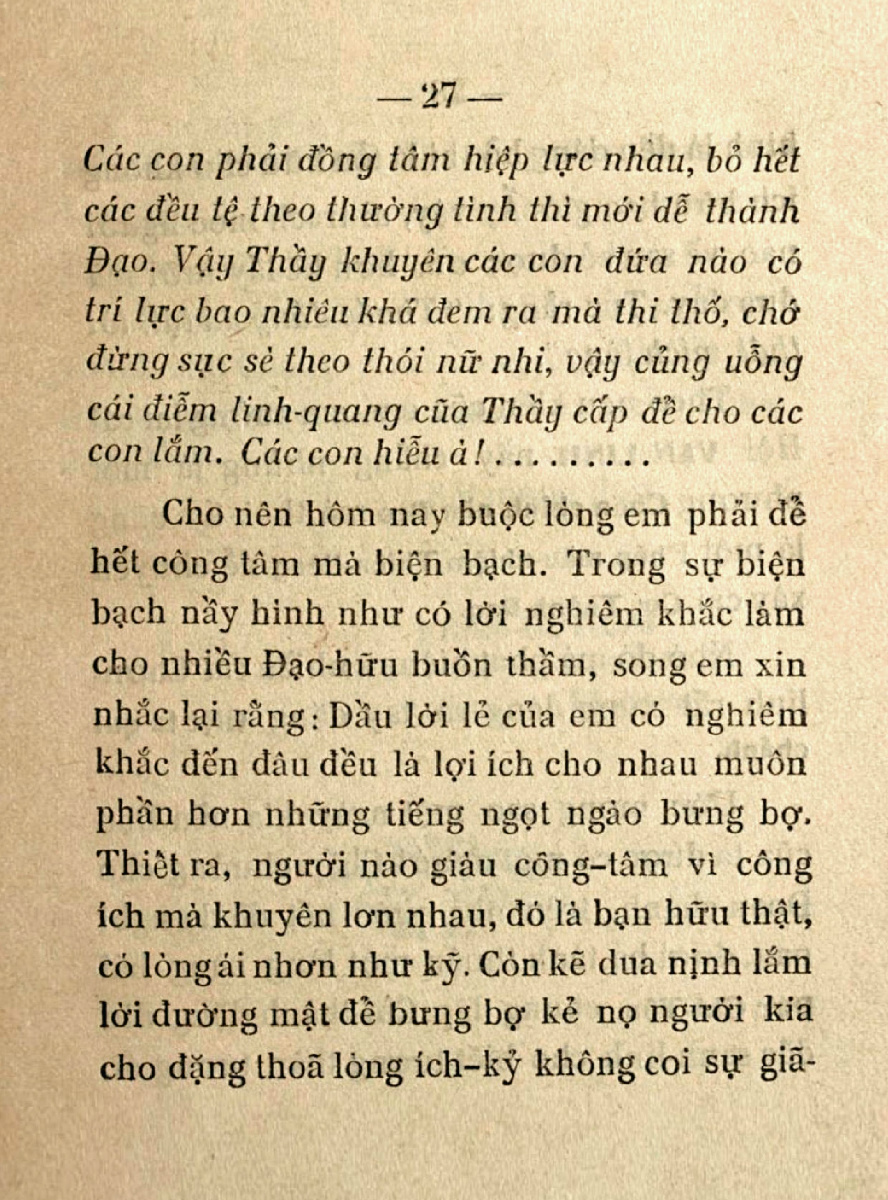 — 27 —
Các con phải đồng tâm hiệp lực nhau, bỏ hết
các đều tệ theo thường tình thì mới dễ thành
Đạo. Vậy Thầy khuyên các con đứa nào có
trí lực bao nhiêu khá đem ra mà thi thố, chớ
đừng sục sè theo thói nữ nhi, vậy củng uổng
cái điểm linh-quang cũa Thầy cấp để cho các
con lắm. Các con hiểu à! . . . . . . . . .
Cho nên hôm nay buộc lòng em phải để
hết công tâm mà biện bạch. Trong sự biện
bạch nầy hình như có lời nghiêm khắc làm
cho nhiều Đạo-hữu buồn thầm, song em xin
nhắc lại rằng: Dầu lời lẻ của em có nghiêm
khắc đến đâu đều là lợi ích cho nhau muôn
phần hơn những tiếng ngọt ngào bưng bợ.
Thiệt ra, người nào giàu công-tâm vì công
ích mà khuyên lơn nhau, đó là bạn hữu thật,
có lòng ái nhơn như kỹ. Còn kẽ dua nịnh lắm
lời đường mật để bưng bợ kẻ nọ người kia
cho đặng thoã lòng ích-kỷ không coi sự giã-